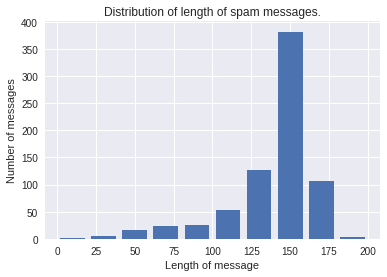 Distribution of length of spam messages.
400
350
300
250
200
150
100
50
0
Number of messages
0 25 50 75 100 125 150 175 200
Length of message